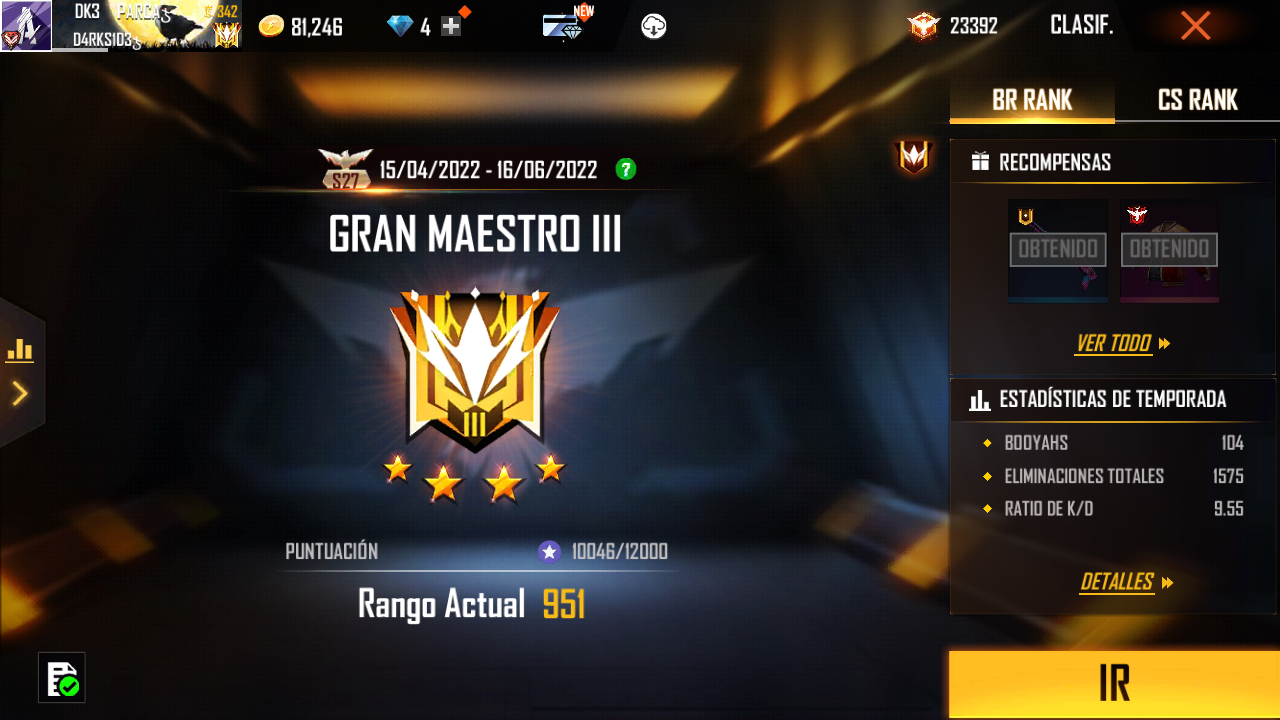 DK3 PARCAS
342
D4RKS1D3S
81,246
4
NEW
23392
CLASIF.
BR RANK
CS RANK
S27
15/04/2022 - 16/06/2022
?
RECOMPENSAS
GRAN MAESTRO III
OBTENIDO
OBTENIDO
VER TODO
III
ESTADÍSTICAS DE TEMPORADA
BOOYAHS 104
ELIMINACIONES TOTALES 1575
RATIO DE K/D 9.55
PUNTUACIÓN 10046/12000
DETALLES
Rango Actual 951
IR